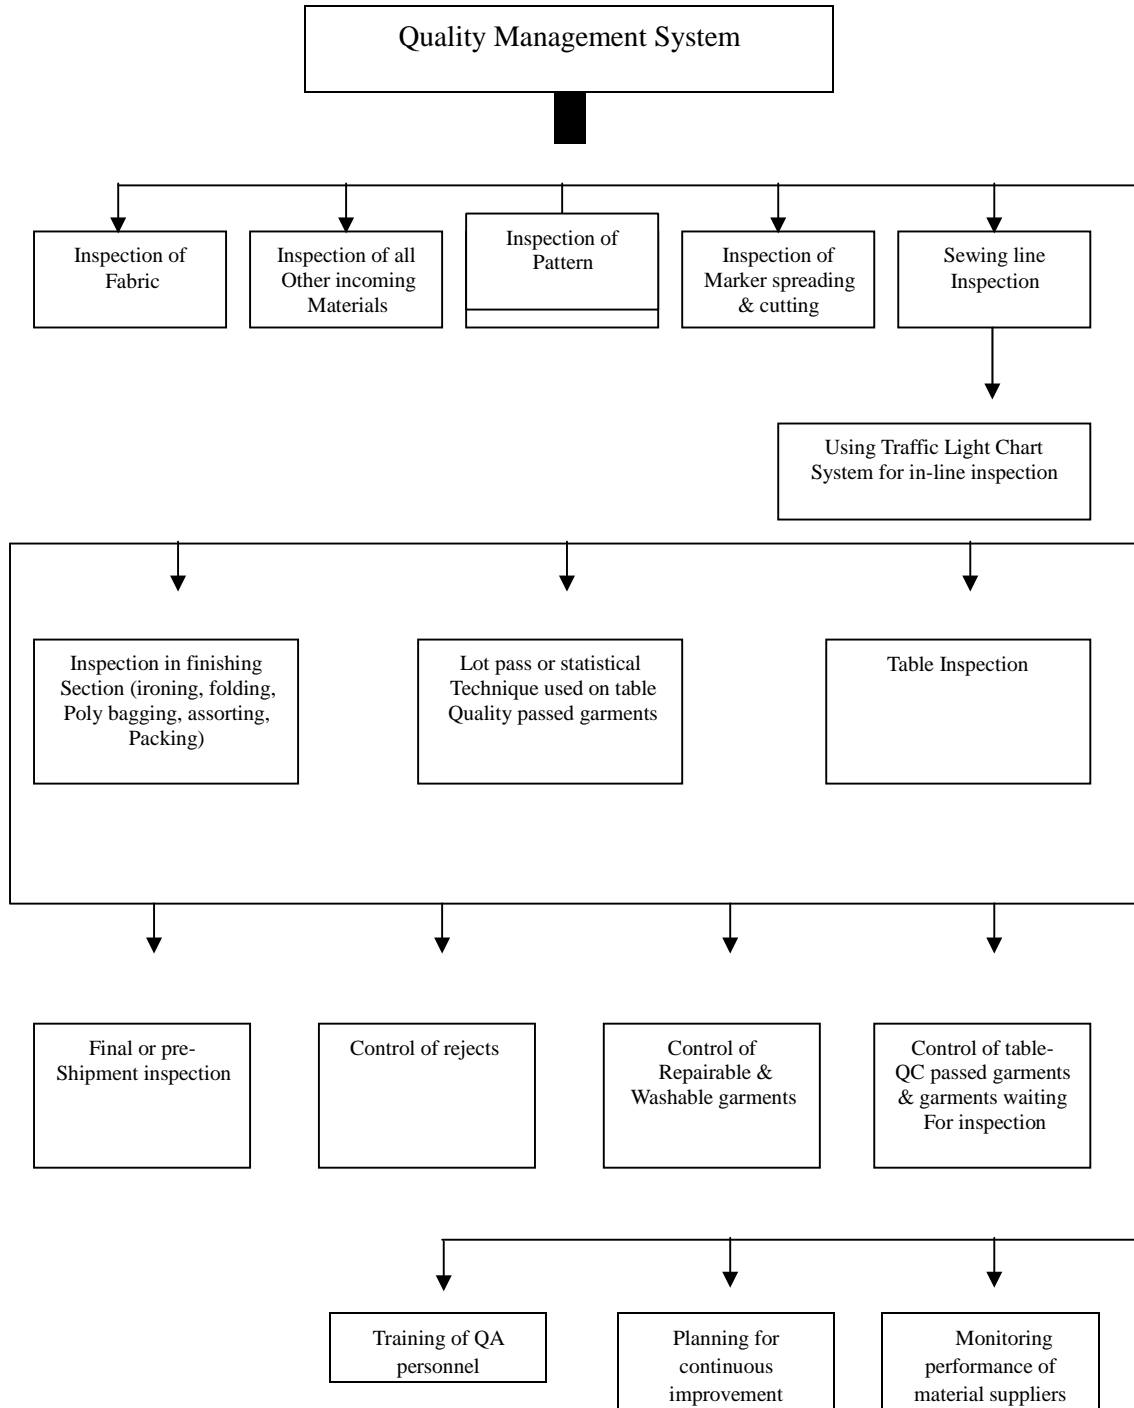 Quality Management System
Inspection of
Fabric
Inspection of all
Other incoming
Materials
Inspection of
Pattern
Inspection of
Marker spreading
& cutting
Sewing line
Inspection
Using Traffic Light Chart
System for in-line inspection
Inspection in finishing
Section (ironing, folding,
Poly bagging, assorting,
Packing)
Lot pass or statistical
Technique used on table
Quality passed garments
Table Inspection
Final or pre-
Shipment inspection
Control of rejects
Control of
Repairable &
Washable garments
Control of table-
QC passed garments
& garments waiting
For inspection
Training of QA
personnel
Planning for
continuous
improvement
Monitoring
performance of
material suppliers